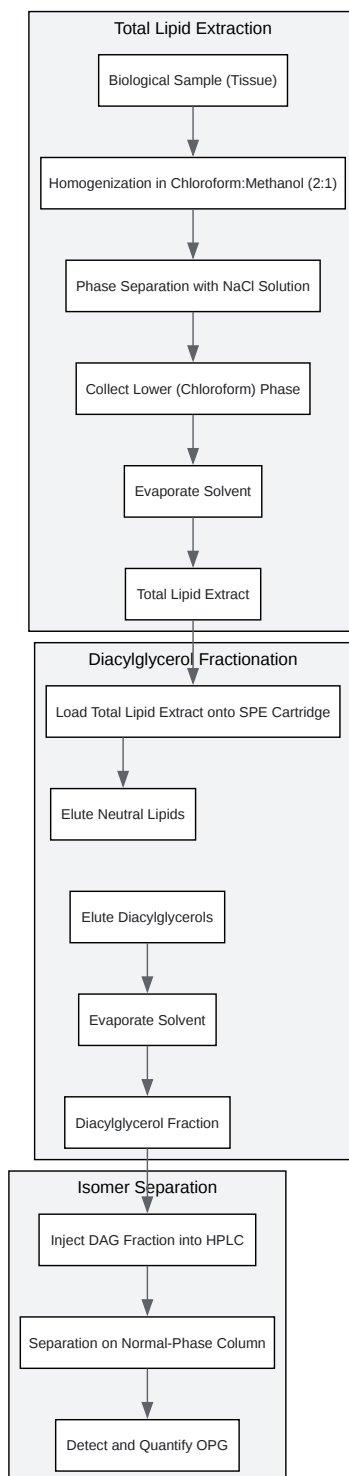 Total Lipid Extraction
Biological Sample (Tissue)
Homogenization in Chloroform:Methanol (2:1)
Phase Separation with NaCl Solution
Collect Lower (Chloroform) Phase
Evaporate Solvent
Total Lipid Extract
Diacylglycerol Fractionation
Load Total Lipid Extract onto SPE Cartridge
Elute Neutral Lipids
Elute Diacylglycerols
Evaporate Solvent
Diacylglycerol Fraction
Isomer Separation
Inject DAG Fraction into HPLC
Separation on Normal-Phase Column
Detect and Quantify OPG